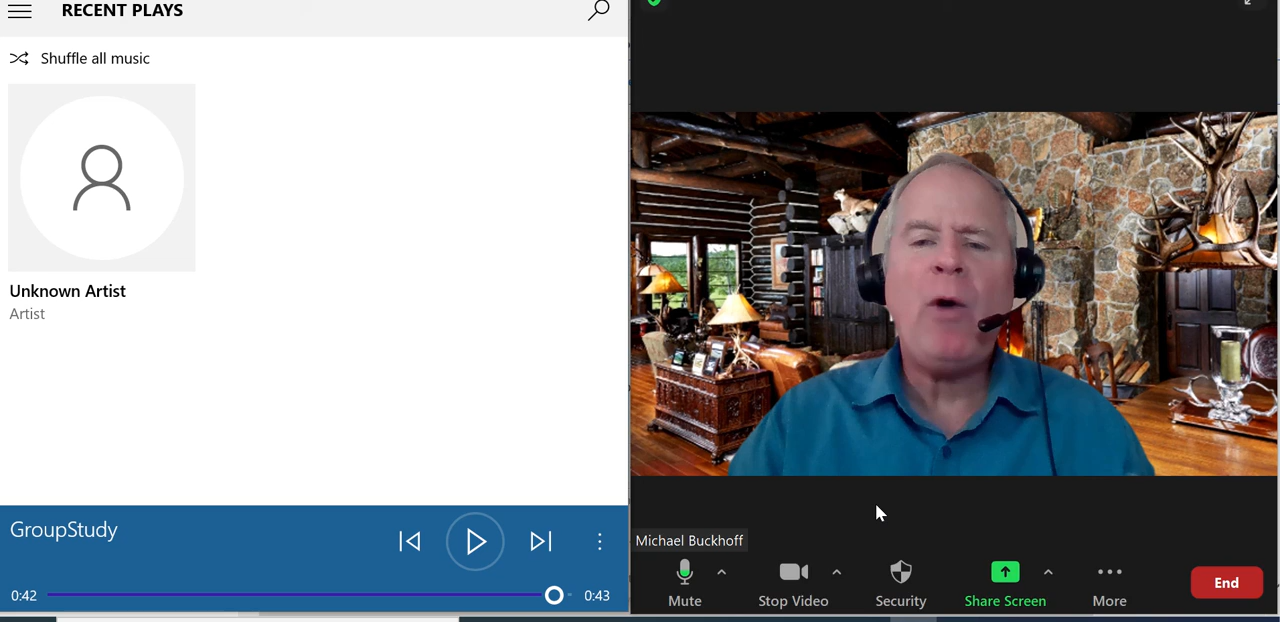 RECENT PLAYS
Shuffle all music
Unknown Artist
Artist
GroupStudy
0:42
0:43
Michael Buckhoff
Mute
Stop Video
Security
Share Screen
More
End